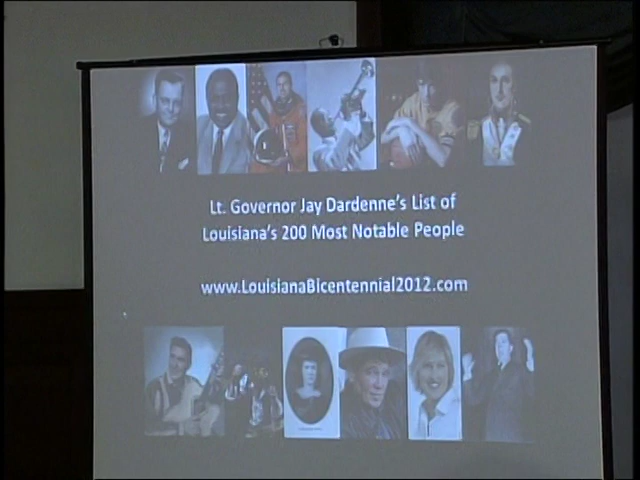 Lt. Governor Jay Dardenne's List of
Louisiana's 200 Most Notable People
www.LouisianaBicentennial2012.com